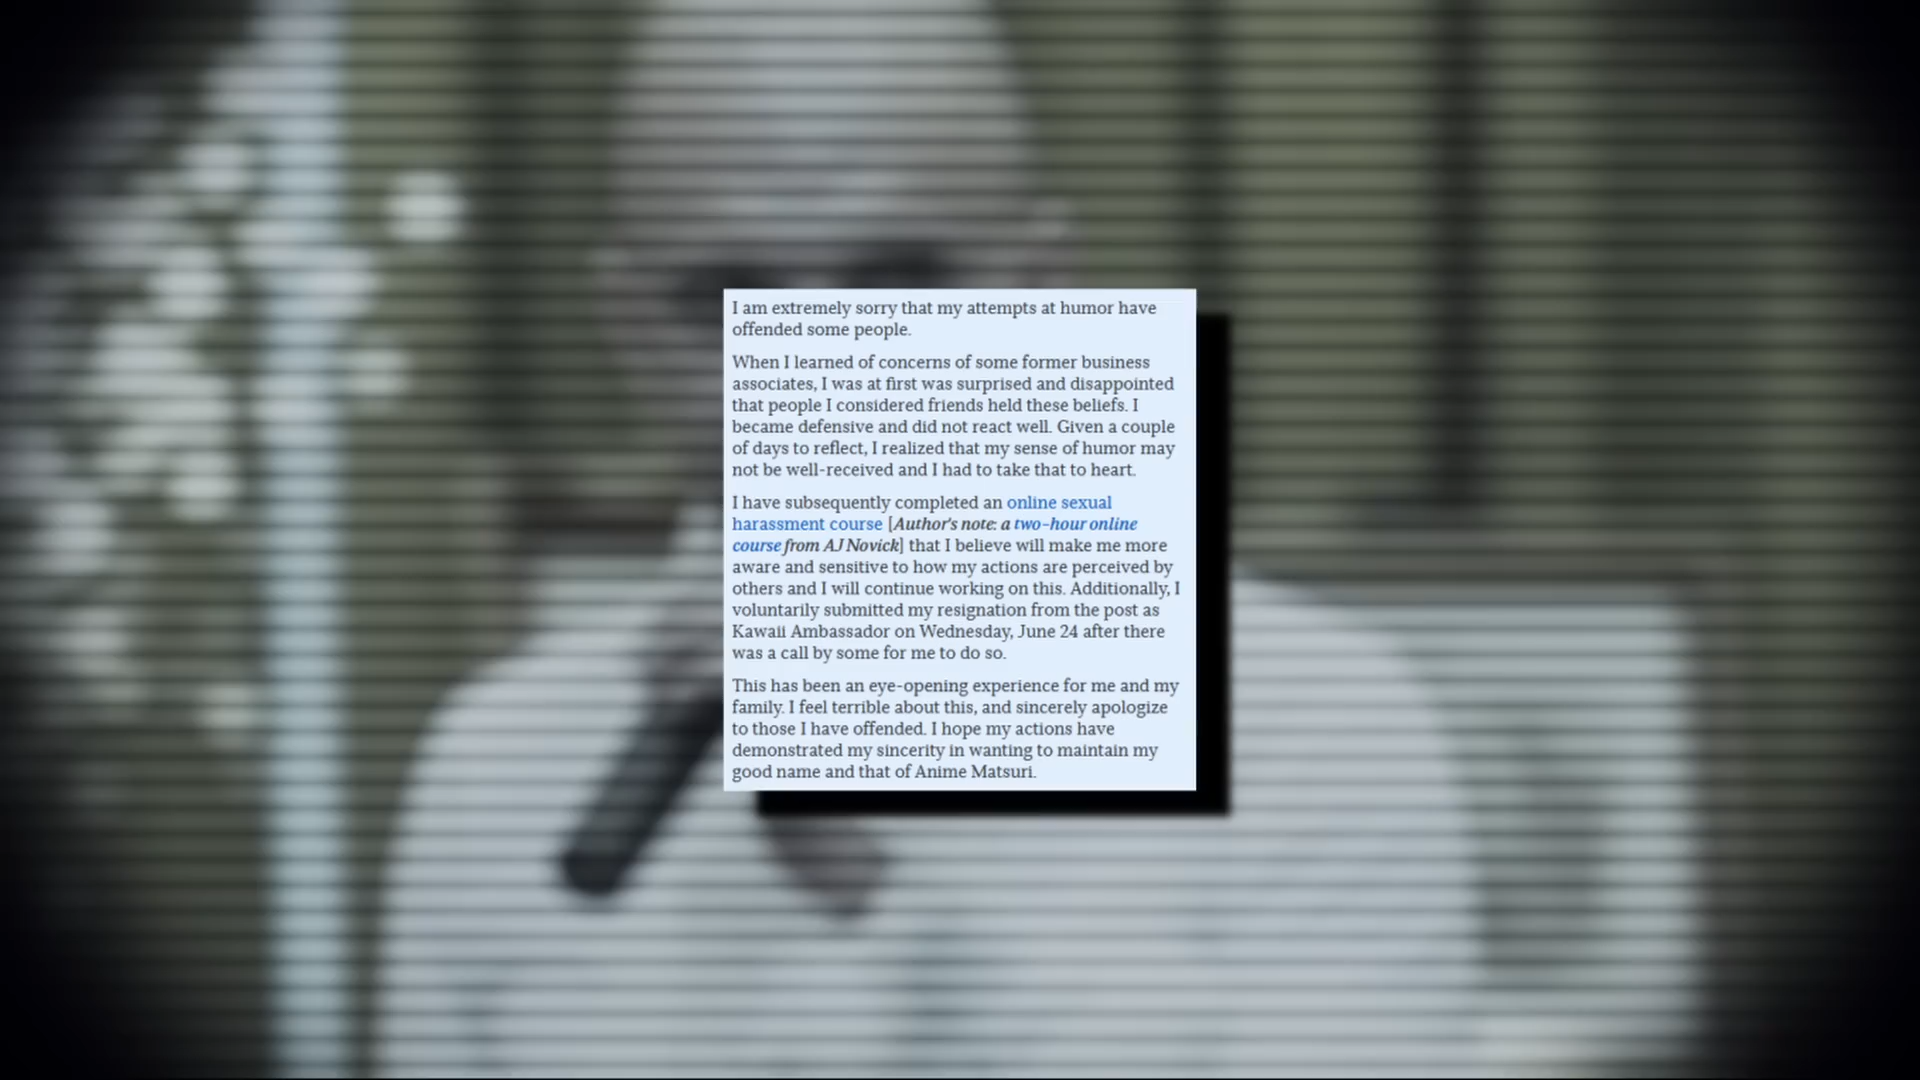 I am extremely sorry that my attempts at humor have
offended some people.
When I learned of concerns of some former business
associates, I was at first was surprised and disappointed
that people I considered friends held these beliefs. I
became defensive and did not react well. Given a couple
of days to reflect, I realized that my sense of humor may
not be well-received and I had to take that to heart.
I have subsequently completed an online sexual
harassment course [Author's note: a two-hour online
course from AJ Novick] that I believe will make me more
aware and sensitive to how my actions are perceived by
others and I will continue working on this. Additionally, I
voluntarily submitted my resignation from the post as
Kawaii Ambassador on Wednesday, June 24 after there
was a call by some for me to do so.
This has been an eye-opening experience for me and my
family. I feel terrible about this, and sincerely apologize
to those I have offended. I hope my actions have
demonstrated my sincerity in wanting to maintain my
good name and that of Anime Matsuri.